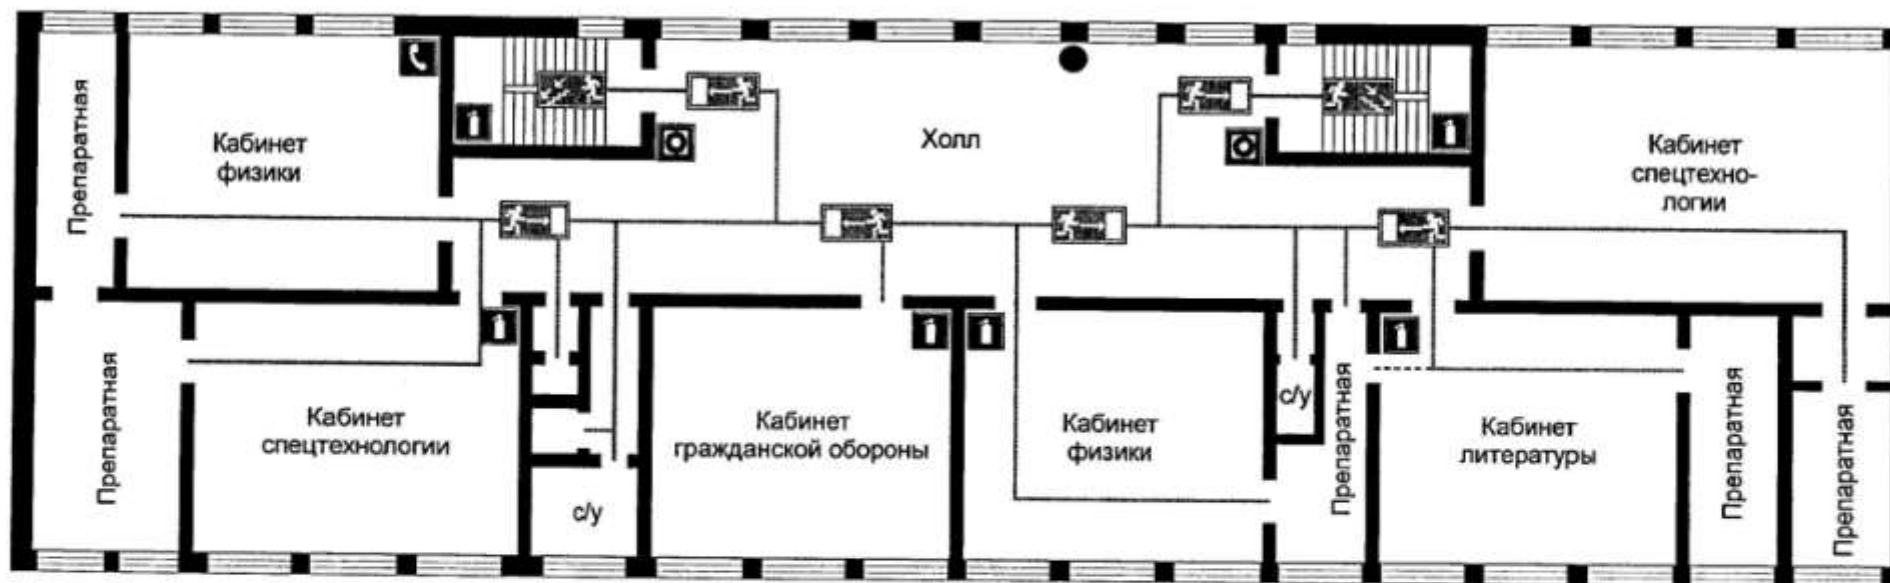 Препаратная
Кабинет
физики
Холл
Кабинет
спецтехно-
логии
Препаратная
Кабинет
спецтехнологии
с/у
Кабинет
гражданской обороны
Кабинет
физики
с/у
Препаратная
Кабинет
литературы
Препаратная
Препаратная